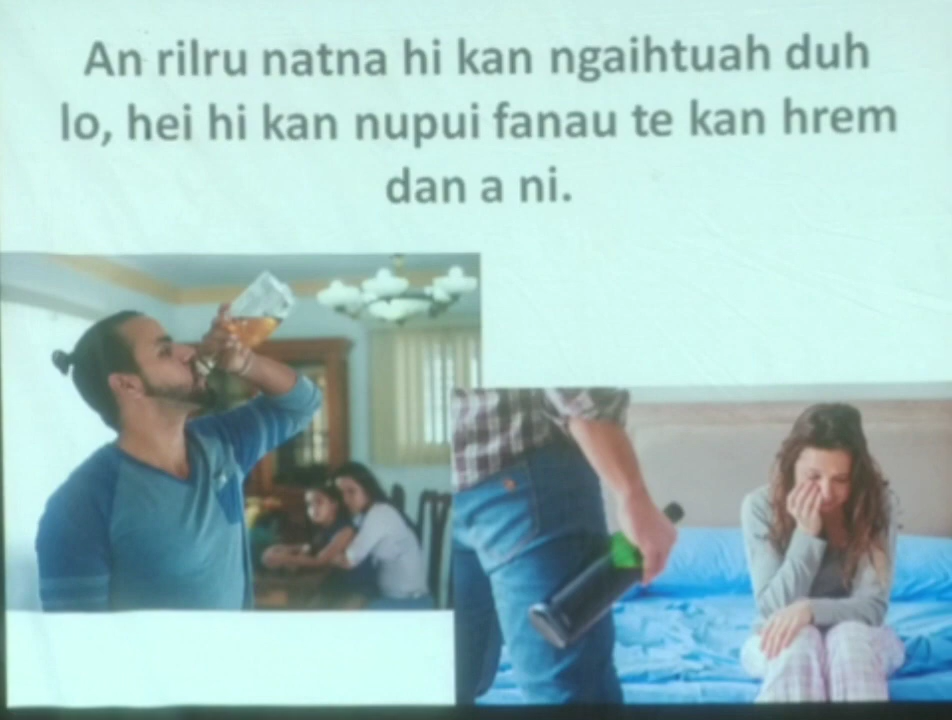 An rilru natna hi kan ngaihtuah duh
lo, hei hi kan nupui fanau te kan hrem
dan a ni.